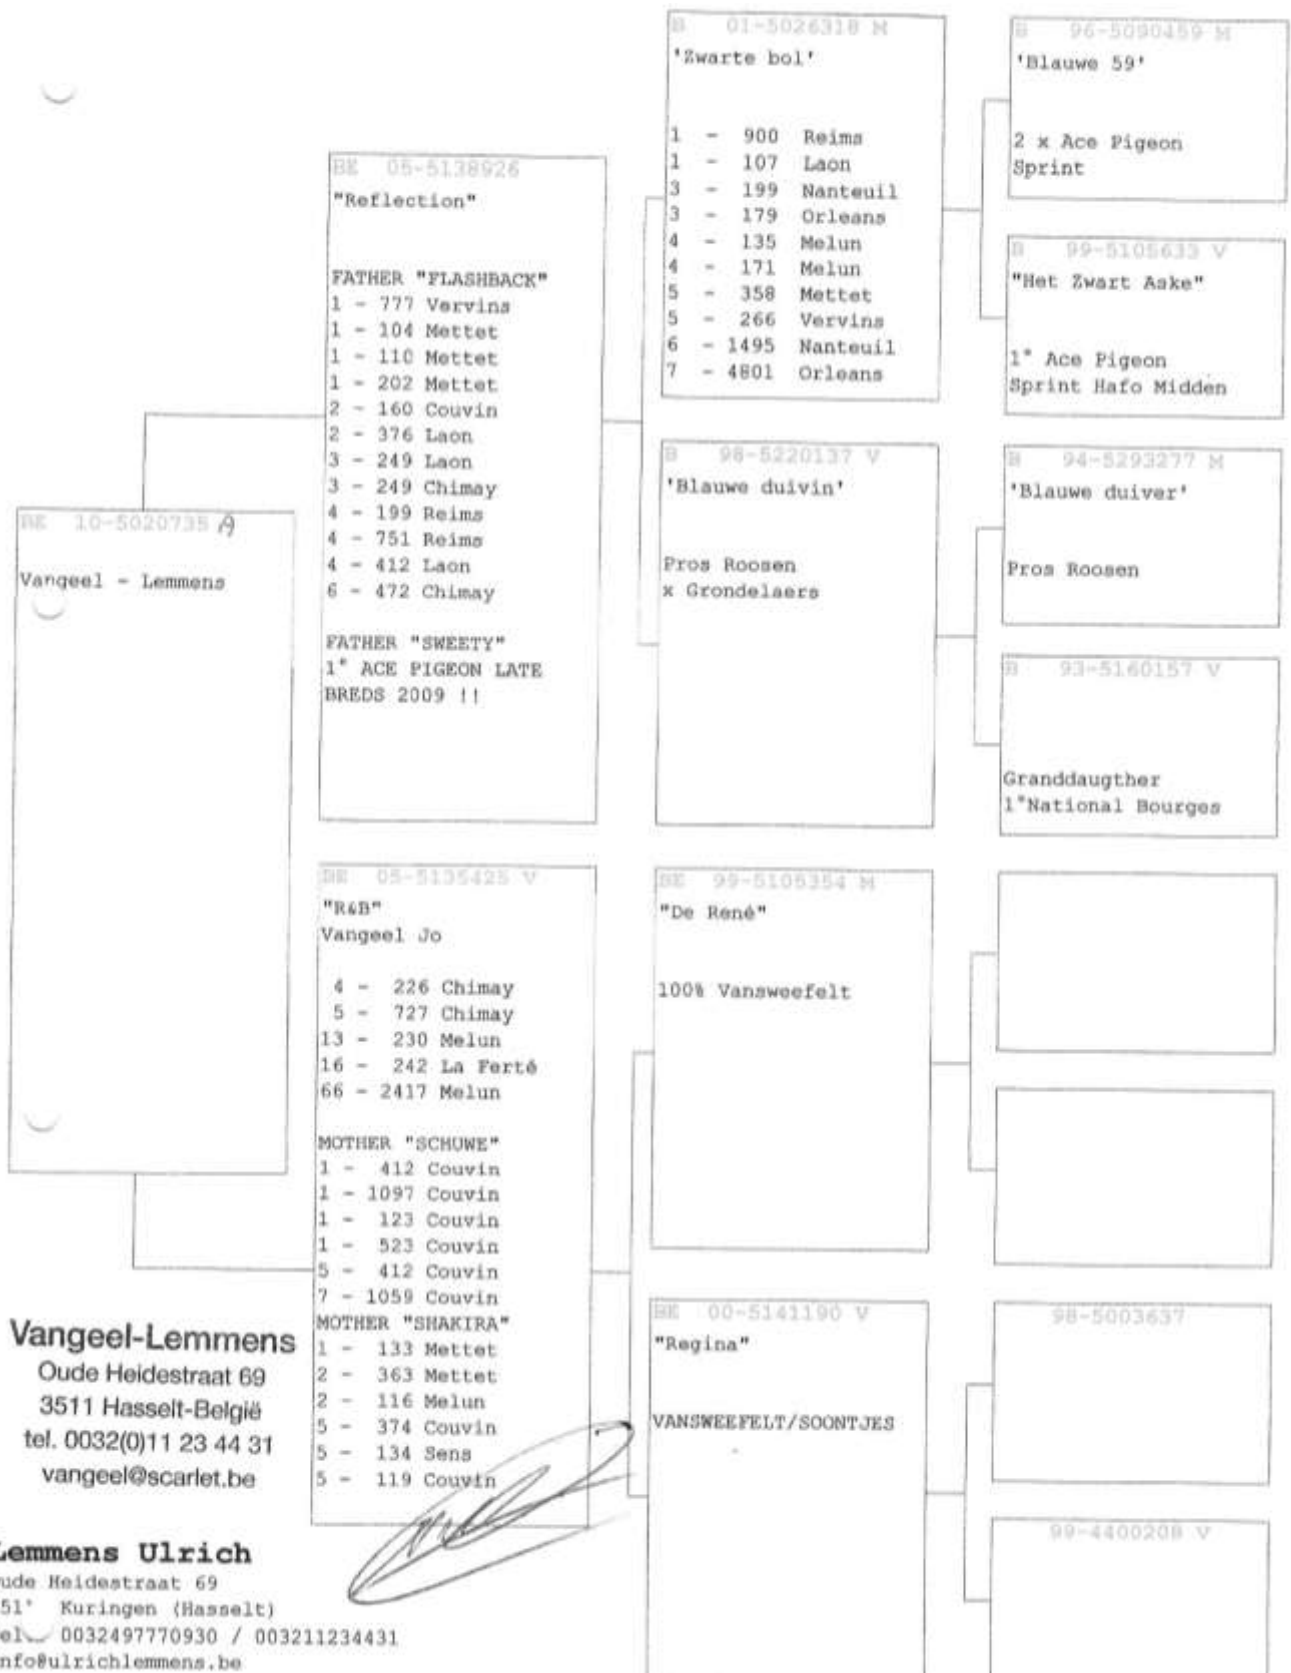 BE 10-5020735 A
Vangeel - Lemmens
BE 05-5138926
"Reflection"
FATHER "FLASHBACK"
1 - 777 Vervins
1 - 104 Mettet
1 - 110 Mettet
1 - 202 Mettet
2 - 160 Couvin
2 - 376 Laon
3 - 249 Laon
3 - 249 Chimay
4 - 199 Reims
4 - 751 Reims
4 - 412 Laon
6 - 472 Chimay
FATHER "SWEETY"
1° ACE PIGEON LATE
BREDS 2009 !!
BE 05-5135425 V
"R&B"
Vangeel Jo
4 - 226 Chimay
5 - 727 Chimay
13 - 230 Melun
16 - 242 La Ferté
66 - 2417 Melun
MOTHER "SCHUWE"
1 - 412 Couvin
1 - 1097 Couvin
1 - 123 Couvin
1 - 523 Couvin
5 - 412 Couvin
7 - 1059 Couvin
MOTHER "SHAKIRA"
1 - 133 Mettet
2 - 363 Mettet
2 - 116 Melun
5 - 374 Couvin
5 - 134 Sens
5 - 119 Couvin
B 01-5026318 M
'Zwarte bol'
1 - 900 Reims
1 - 107 Laon
3 - 199 Nanteuil
3 - 179 Orleans
4 - 135 Melun
4 - 171 Melun
5 - 358 Mettet
5 - 266 Vervins
6 - 1495 Nanteuil
7 - 4801 Orleans
B 98-5220137 V
'Blauwe duivin'
Pros Roosen
x Grondelaers
BE 99-5105354 M
"De René"
100% Vansweefelt
BE 00-5141190 V
"Regina"
VANSWEEFELT/SOONTJES
B 96-5090459 M
'Blauwe 59'
2 x Ace Pigeon
Sprint
B 99-5105633 V
"Het Zwart Aske"
1° Ace Pigeon
Sprint Hafo Midden
B 94-5293277 M
'Blauwe duiver'
Pros Roosen
B 93-5160157 V
Granddaugther
1°National Bourges
98-5003637
99-4400208 V
Vangeel-Lemmens
Oude Heidestraat 69
3511 Hasselt-België
tel. 0032(0)11 23 44 31
vangeel@scarlet.be
Lemmens Ulrich
ude Heidestraat 69
51° Kuringen (Hasselt)
el 0032497770930 / 003211234431
nfo@ulrichlemmens.be